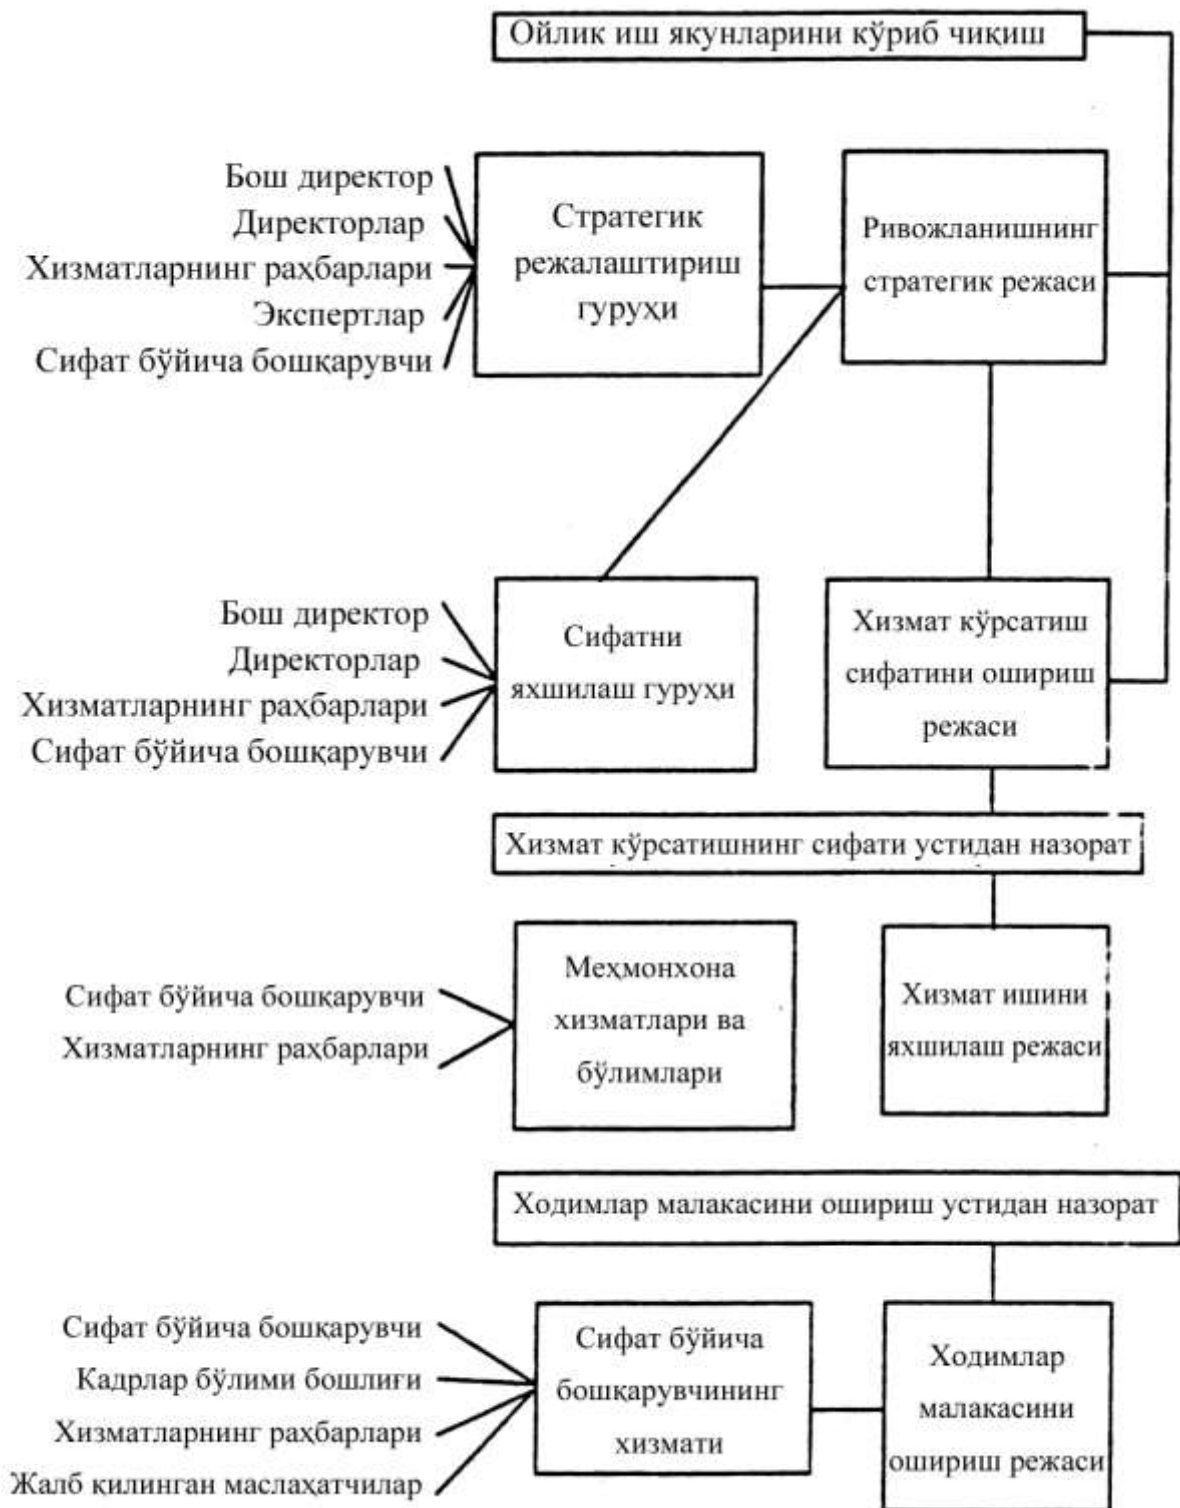 Ойлик иш якунларини кўриб чиқиш
Бош директор
Директорлар
Хизматларнинг раҳбарлари
Экспертлар
Сифат бўйича бошқарувчи
Стратегик
режалаштириш
гуруҳи
Ривожланишнинг
стратегик режаси
Бош директор
Директорлар
Хизматларнинг раҳбарлари
Сифат бўйича бошқарувчи
Сифатни
яхшилаш гуруҳи
Хизмат кўрсатиш
сифатини ошириш
режаси
Хизмат кўрсатишнинг сифати устидан назорат
Сифат бўйича бошқарувчи
Хизматларнинг раҳбарлари
Меҳмонхона
хизматлари ва
бўлимлари
Хизмат ишини
яхшилаш режаси
Ходимлар малакасини ошириш устидан назорат
Сифат бўйича бошқарувчи
Кадрлар бўлими бошлиғи
Хизматларнинг раҳбарлари
Жалб қилинган маслаҳатчилар
Сифат бўйича
бошқарувчининг
хизмати
Ходимлар
малакасини
ошириш режаси